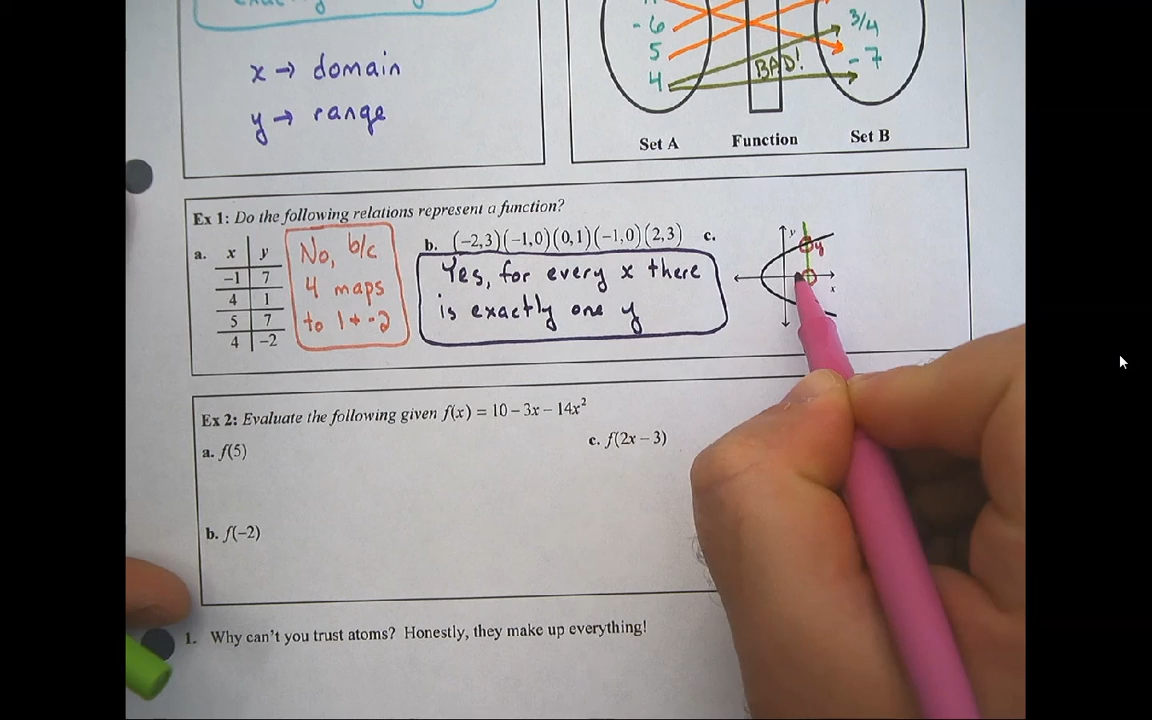 x → domain
y → range
- 6
5
4
3/4
- 7
BAD!
Set A
Function
Set B
Ex 1: Do the following relations represent a function?
a.
x y
−1 7
4 1
5 7
4 −2
No, b/c
4 maps
to 1 + -2
b. (−2,3)(−1,0)(0,1)(−1,0)(2,3)
Yes, for every x there
is exactly one y
c.
y
y
x
Ex 2: Evaluate the following given f(x) = 10 − 3x − 14x²
a. f(5)
c. f(2x − 3)
b. f(−2)
1. Why can't you trust atoms? Honestly, they make up everything!